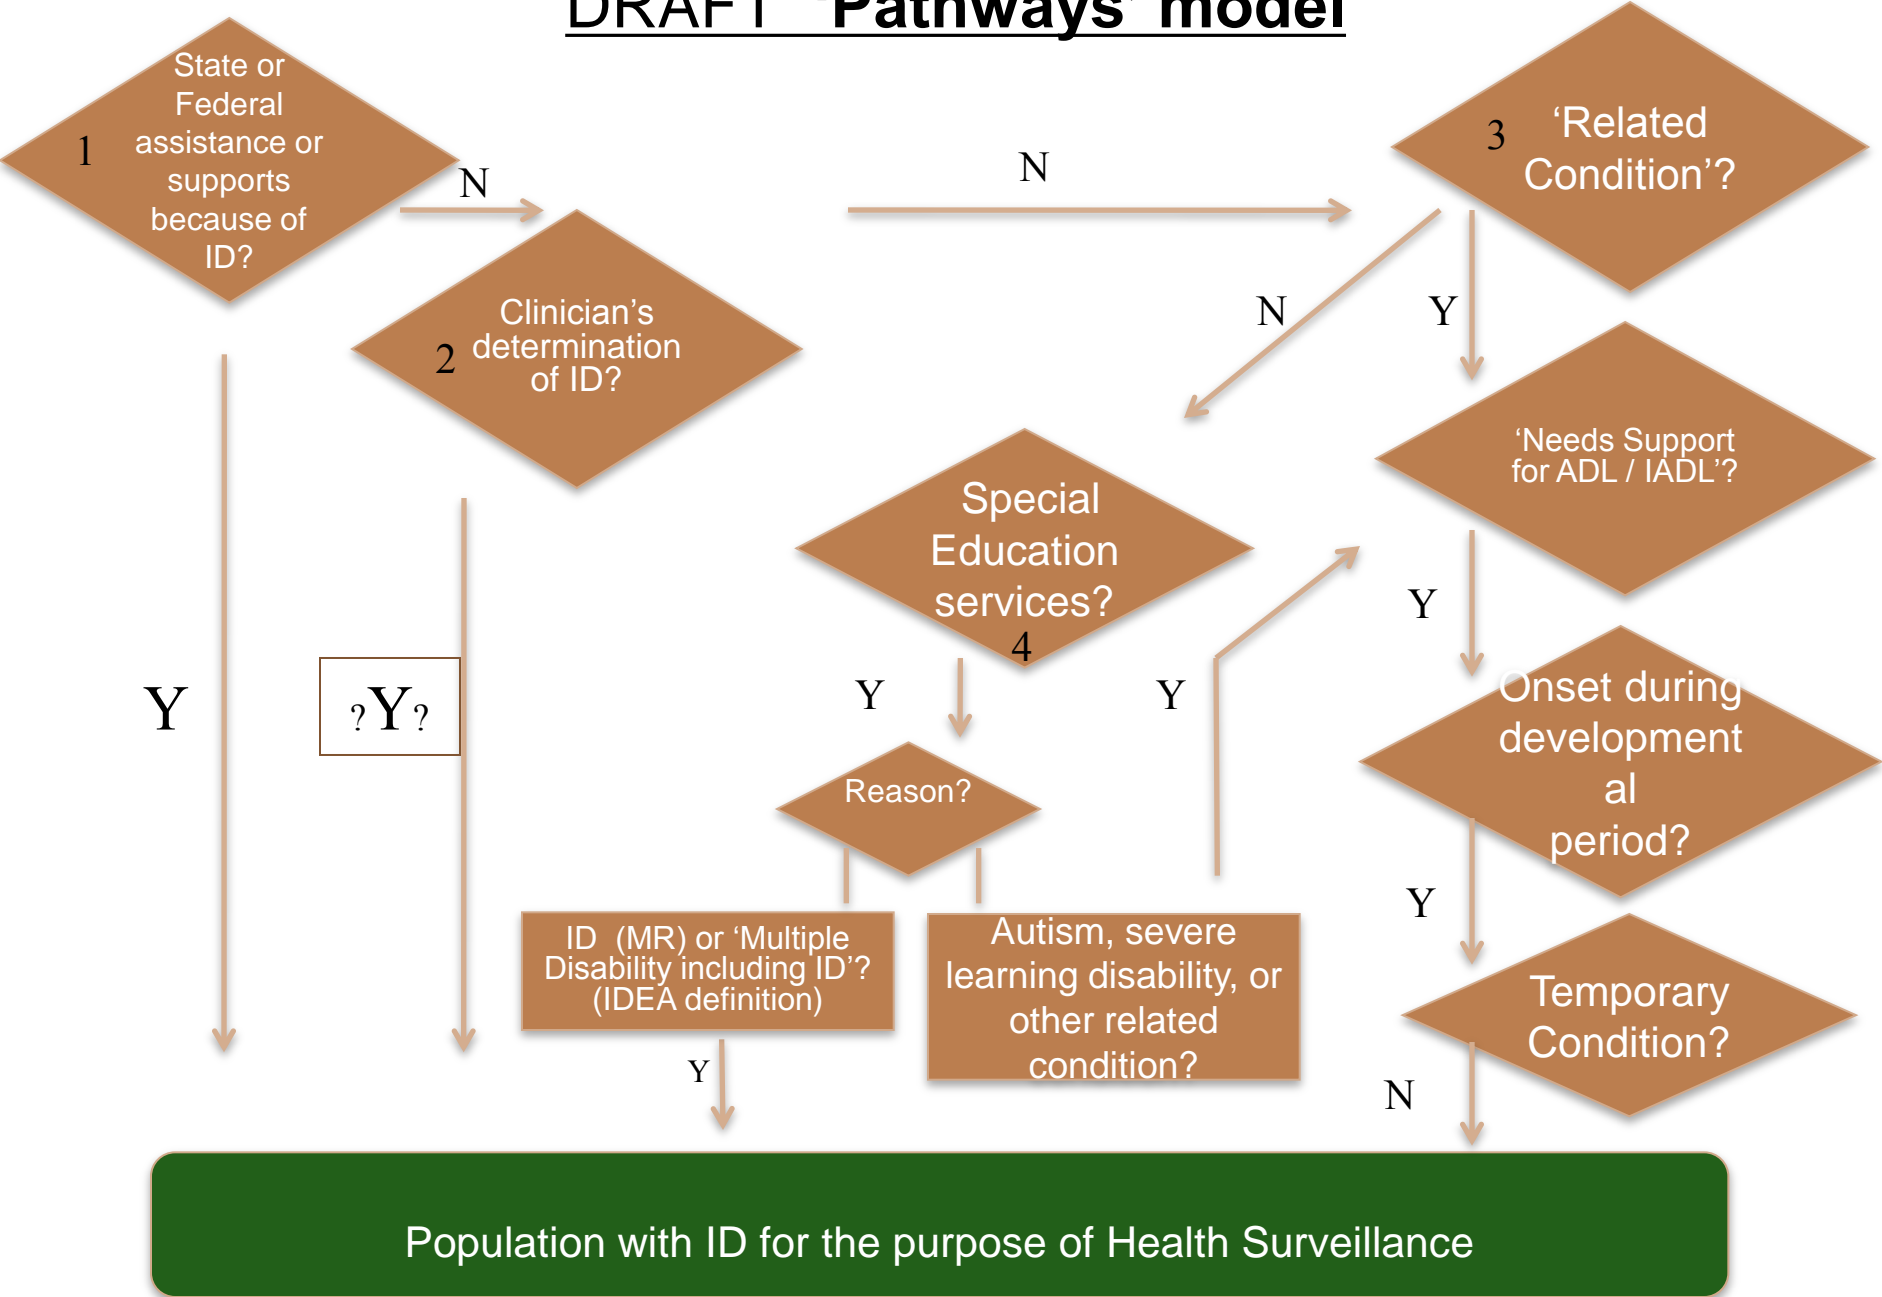 DRAFT ‘Pathways’ model
State or
Federal
assistance or
supports
because of
ID?
1
N
Clinician’s
determination
of ID?
2
N
3
‘Related
Condition’?
N
Y
‘Needs Support
for ADL / IADL’?
Special
Education
services?
4
Y
Y
Y
?Y?
Y
Y
Onset during
development
al
period?
Reason?
Y
ID (MR) or ‘Multiple
Disability including ID’?
(IDEA definition)
Autism, severe
learning disability, or
other related
condition?
Temporary
Condition?
Y
N
Population with ID for the purpose of Health Surveillance